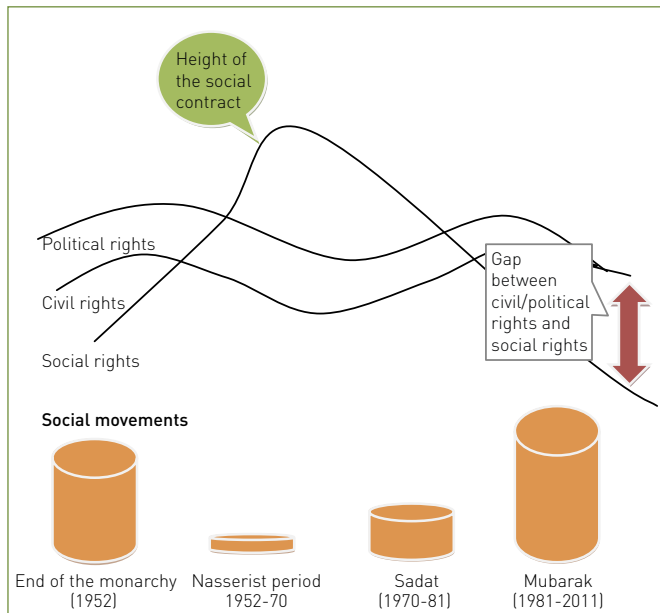 Height of
the social
contract
Political rights
Civil rights
Social rights
Gap
between
civil/political
rights and
social rights
Social movements
End of the monarchy
(1952)
Nasserist period
1952-70
Sadat
(1970-81)
Mubarak
(1981-2011)